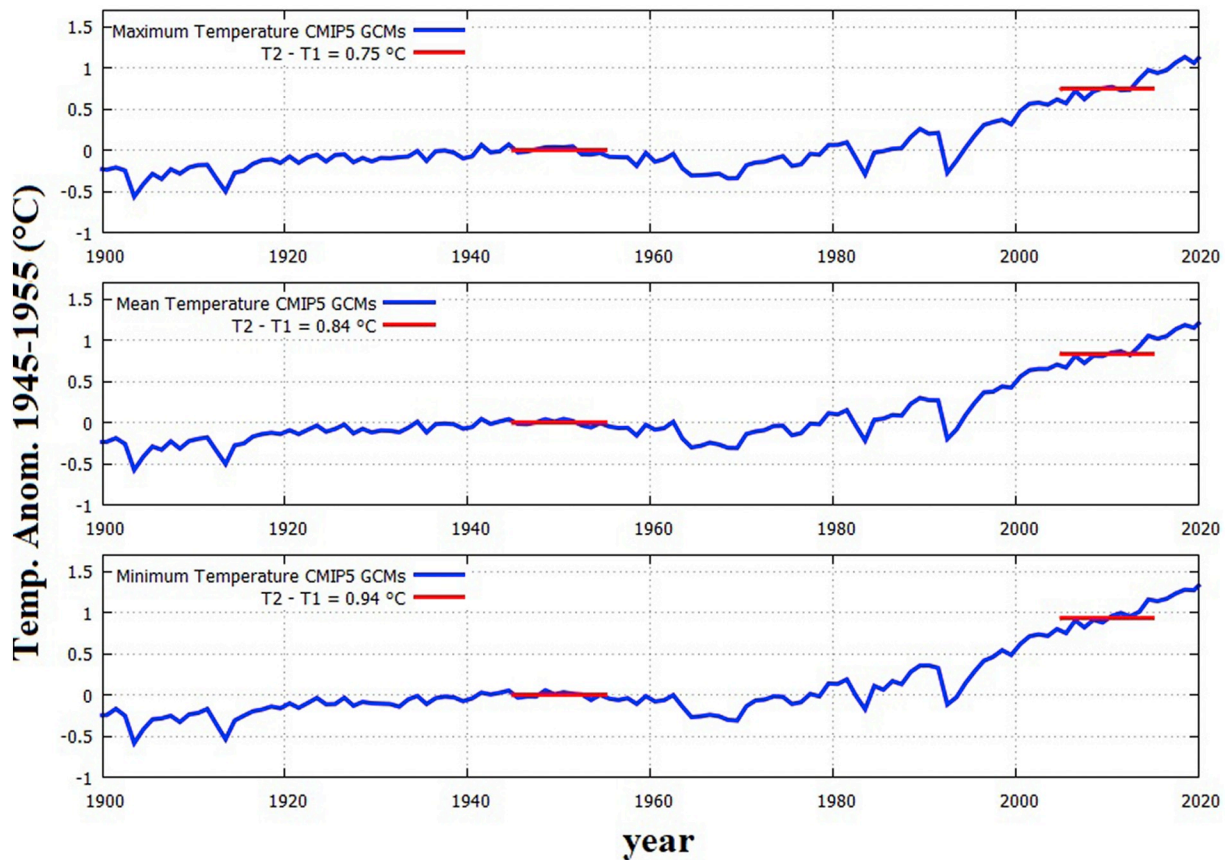 Temp. Anom. 1945-1955 (°C)
Maximum Temperature CMIP5 GCMs
T2 - T1 = 0.75 °C
1.5
1
0.5
0
-0.5
-1
1900 1920 1940 1960 1980 2000 2020
Mean Temperature CMIP5 GCMs
T2 - T1 = 0.84 °C
1.5
1
0.5
0
-0.5
-1
1900 1920 1940 1960 1980 2000 2020
Minimum Temperature CMIP5 GCMs
T2 - T1 = 0.94 °C
1.5
1
0.5
0
-0.5
-1
1900 1920 1940 1960 1980 2000 2020
year